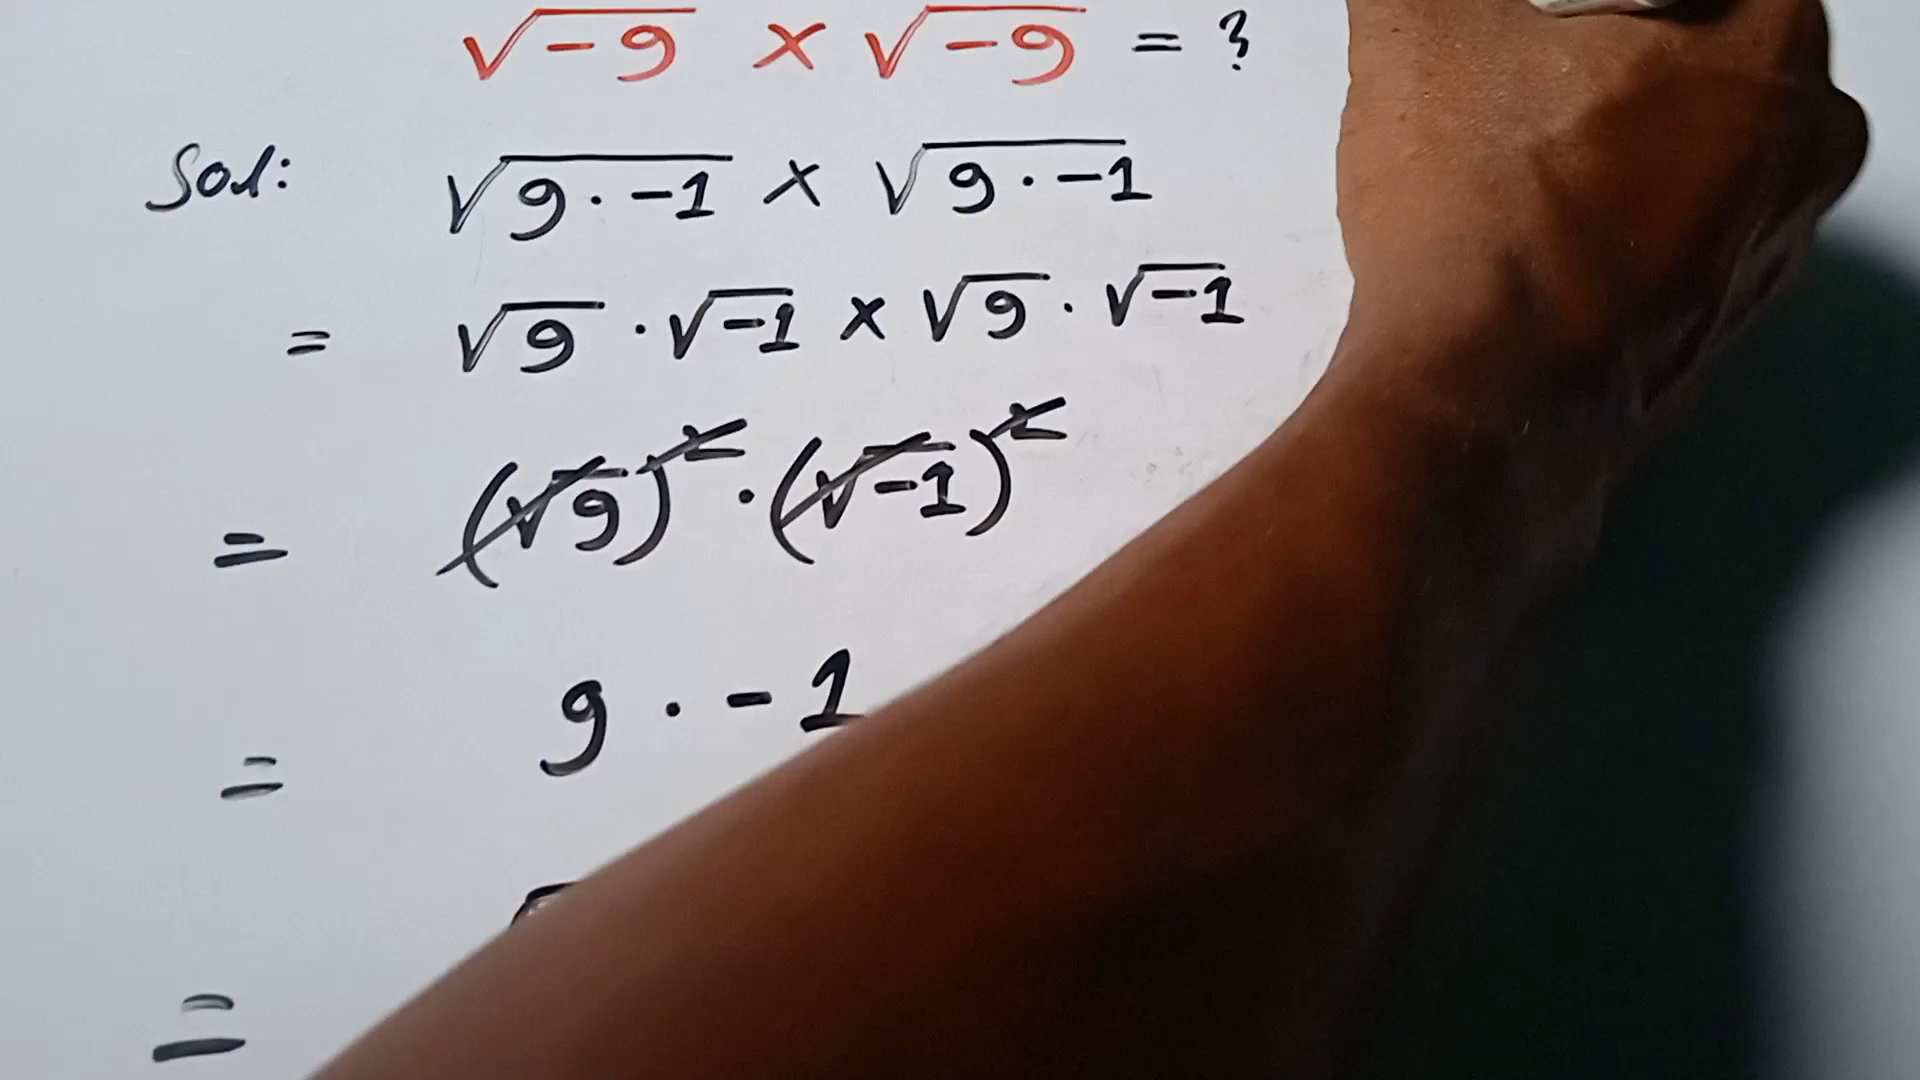 √-9 × √-9 = ?
Sol: √9·-1 × √9·-1
= √9 · √-1 × √9 · √-1
= (√9)² · (√-1)²
= 9 · -1
=